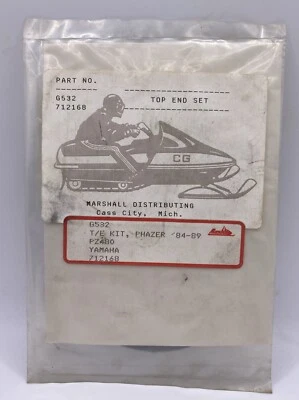 PART NO.
G532 TOP END SET
712168
CG
MARSHALL DISTRIBUTING
Cass City, Mich.
G532
T/E KIT, PHAZER '84-89
PZ480
YAMAHA
712168